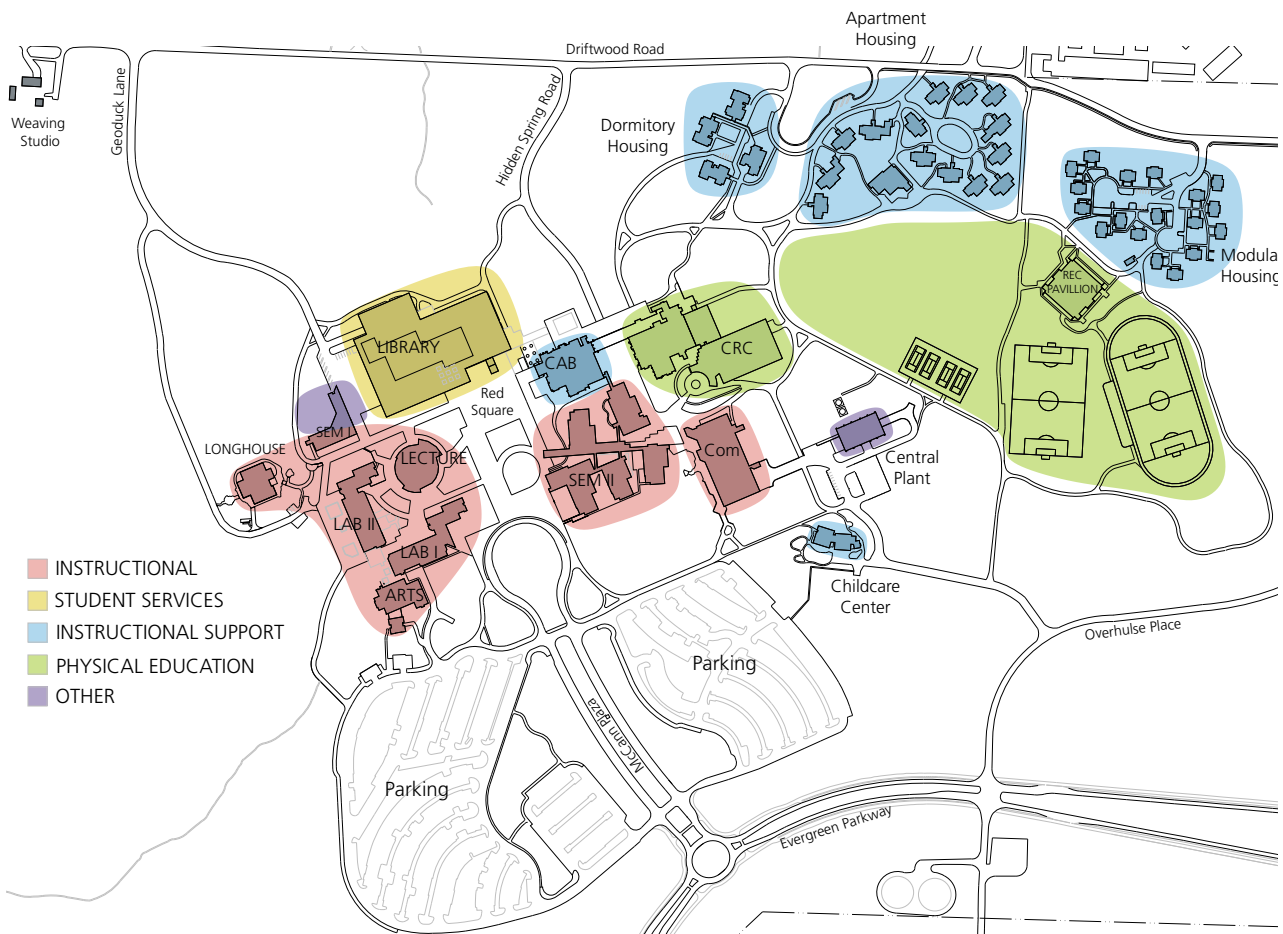 Apartment
Housing
Driftwood Road
Weaving
Studio
Geoduck Lane
Hidden Spring Road
Dormitory
Housing
Modula
Housing
REC
PAVILLION
LIBRARY
CAB
CRC
Red
Square
SEM I
LONGHOUSE
LECTURE
SEM II
Com
Central
Plant
LAB II
LAB I
ARTS
Childcare
Center
INSTRUCTIONAL
STUDENT SERVICES
INSTRUCTIONAL SUPPORT
PHYSICAL EDUCATION
OTHER
Overhulse Place
Parking
McCann Plaza
Parking
Evergreen Parkway